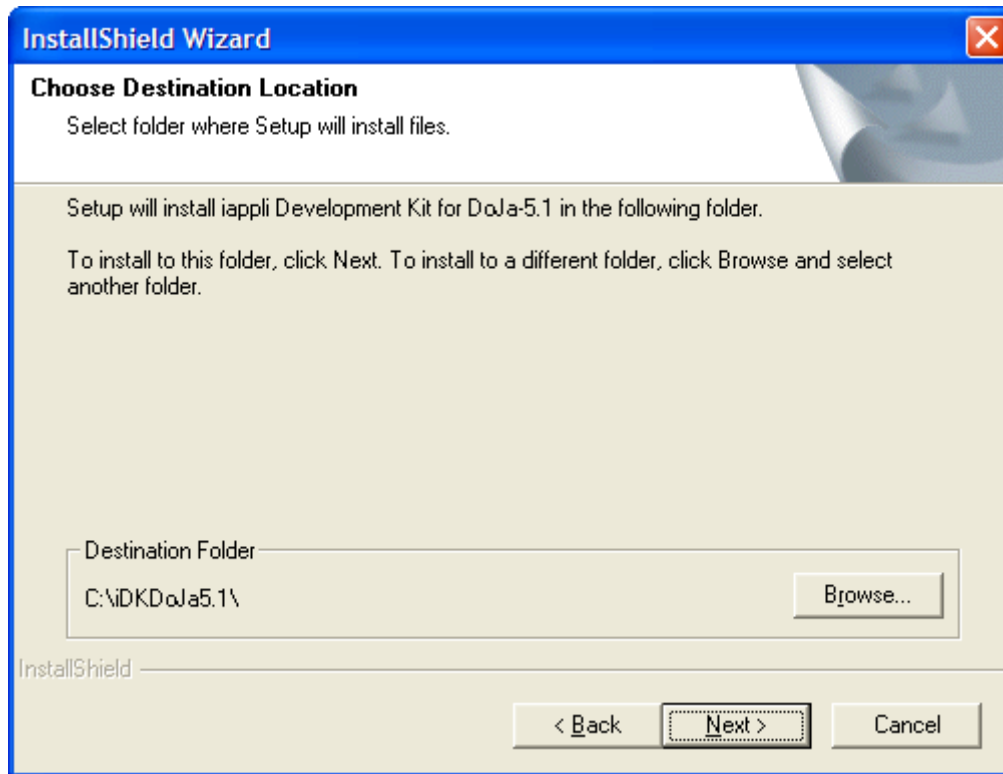 InstallShield Wizard
Choose Destination Location
Select folder where Setup will install files.
Setup will install iappli Development Kit for DoJa-5.1 in the following folder.
To install to this folder, click Next. To install to a different folder, click Browse and select
another folder.
Destination Folder
C:\iDKDoJa5.1\
Browse...
InstallShield
< Back
Next >
Cancel